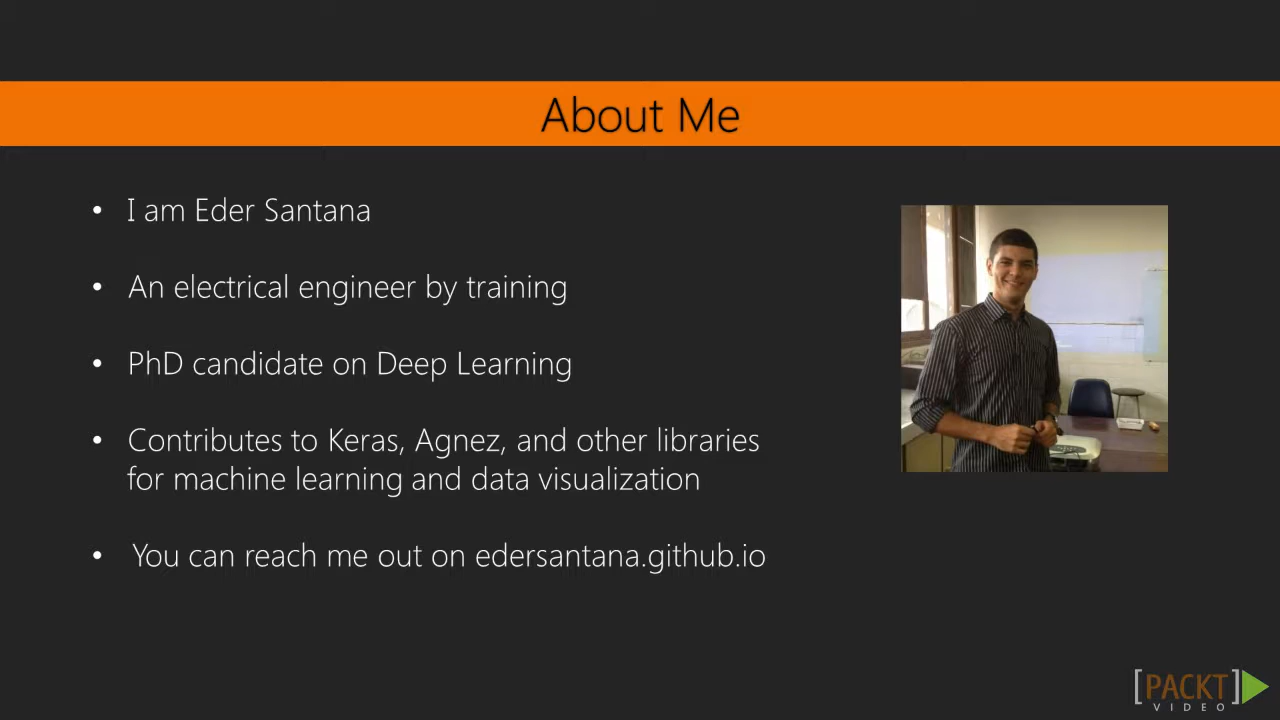 About Me
• I am Eder Santana
• An electrical engineer by training
• PhD candidate on Deep Learning
• Contributes to Keras, Agnez, and other libraries
for machine learning and data visualization
• You can reach me out on edersantana.github.io
[PACKT]
VIDEO